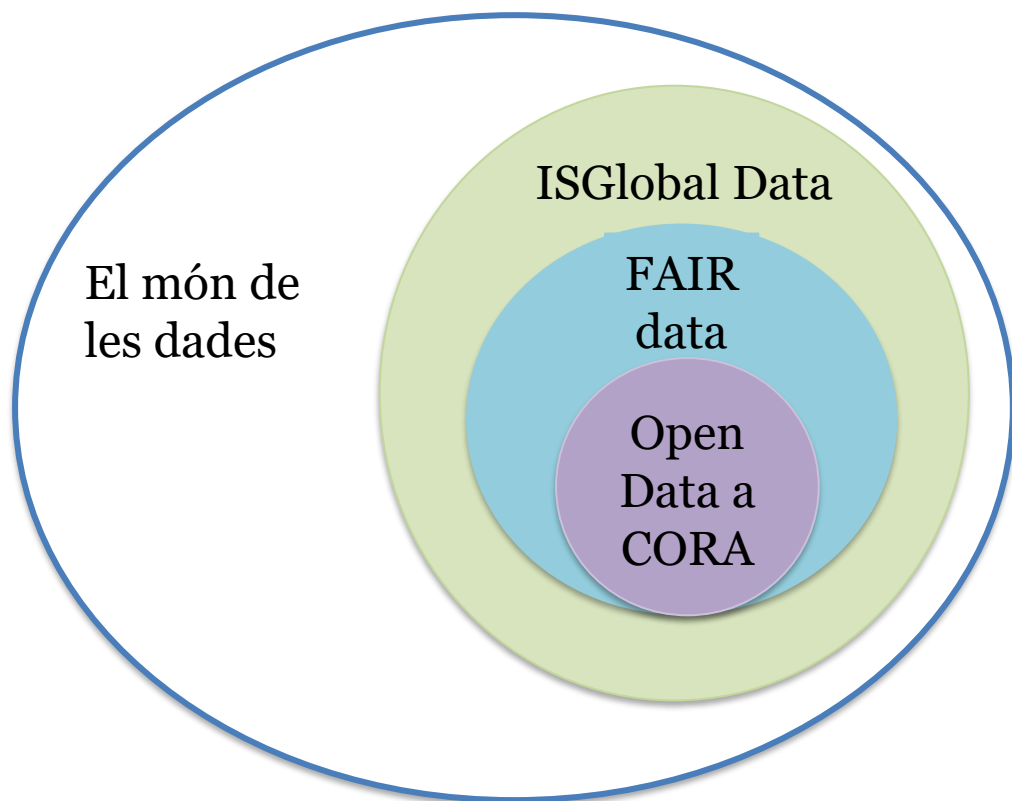 El món de
les dades
ISGlobal Data
FAIR
data
Open
Data a
CORA